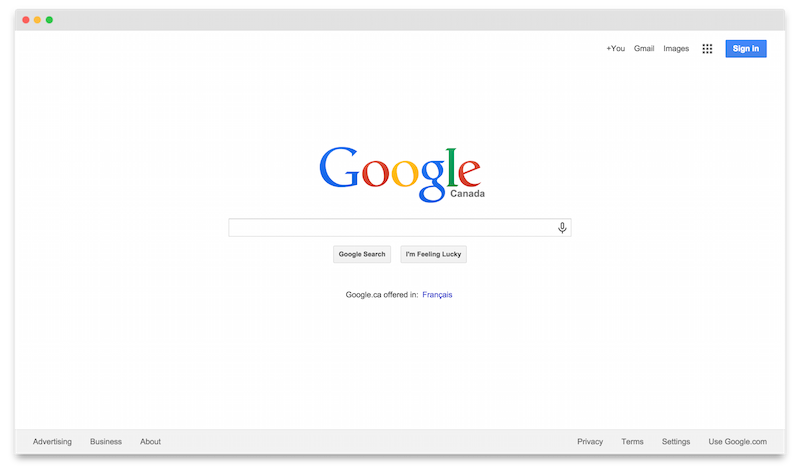 +You Gmail Images Sign in
Google
Canada
Google Search I'm Feeling Lucky
Google.ca offered in: Français
Advertising Business About Privacy Terms Settings Use Google.com